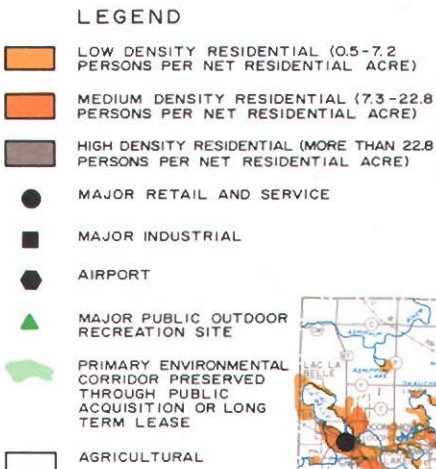 LEGEND
LOW DENSITY RESIDENTIAL (0.5-7.2
PERSONS PER NET RESIDENTIAL ACRE)
MEDIUM DENSITY RESIDENTIAL (7.3-22.8
PERSONS PER NET RESIDENTIAL ACRE)
HIGH DENSITY RESIDENTIAL (MORE THAN 22.8
PERSONS PER NET RESIDENTIAL ACRE)
MAJOR RETAIL AND SERVICE
MAJOR INDUSTRIAL
AIRPORT
MAJOR PUBLIC OUTDOOR
RECREATION SITE
PRIMARY ENVIRONMENTAL
CORRIDOR PRESERVED
THROUGH PUBLIC
ACQUISITION OR LONG
TERM LEASE
AGRICULTURAL
LAC LA
BELLE